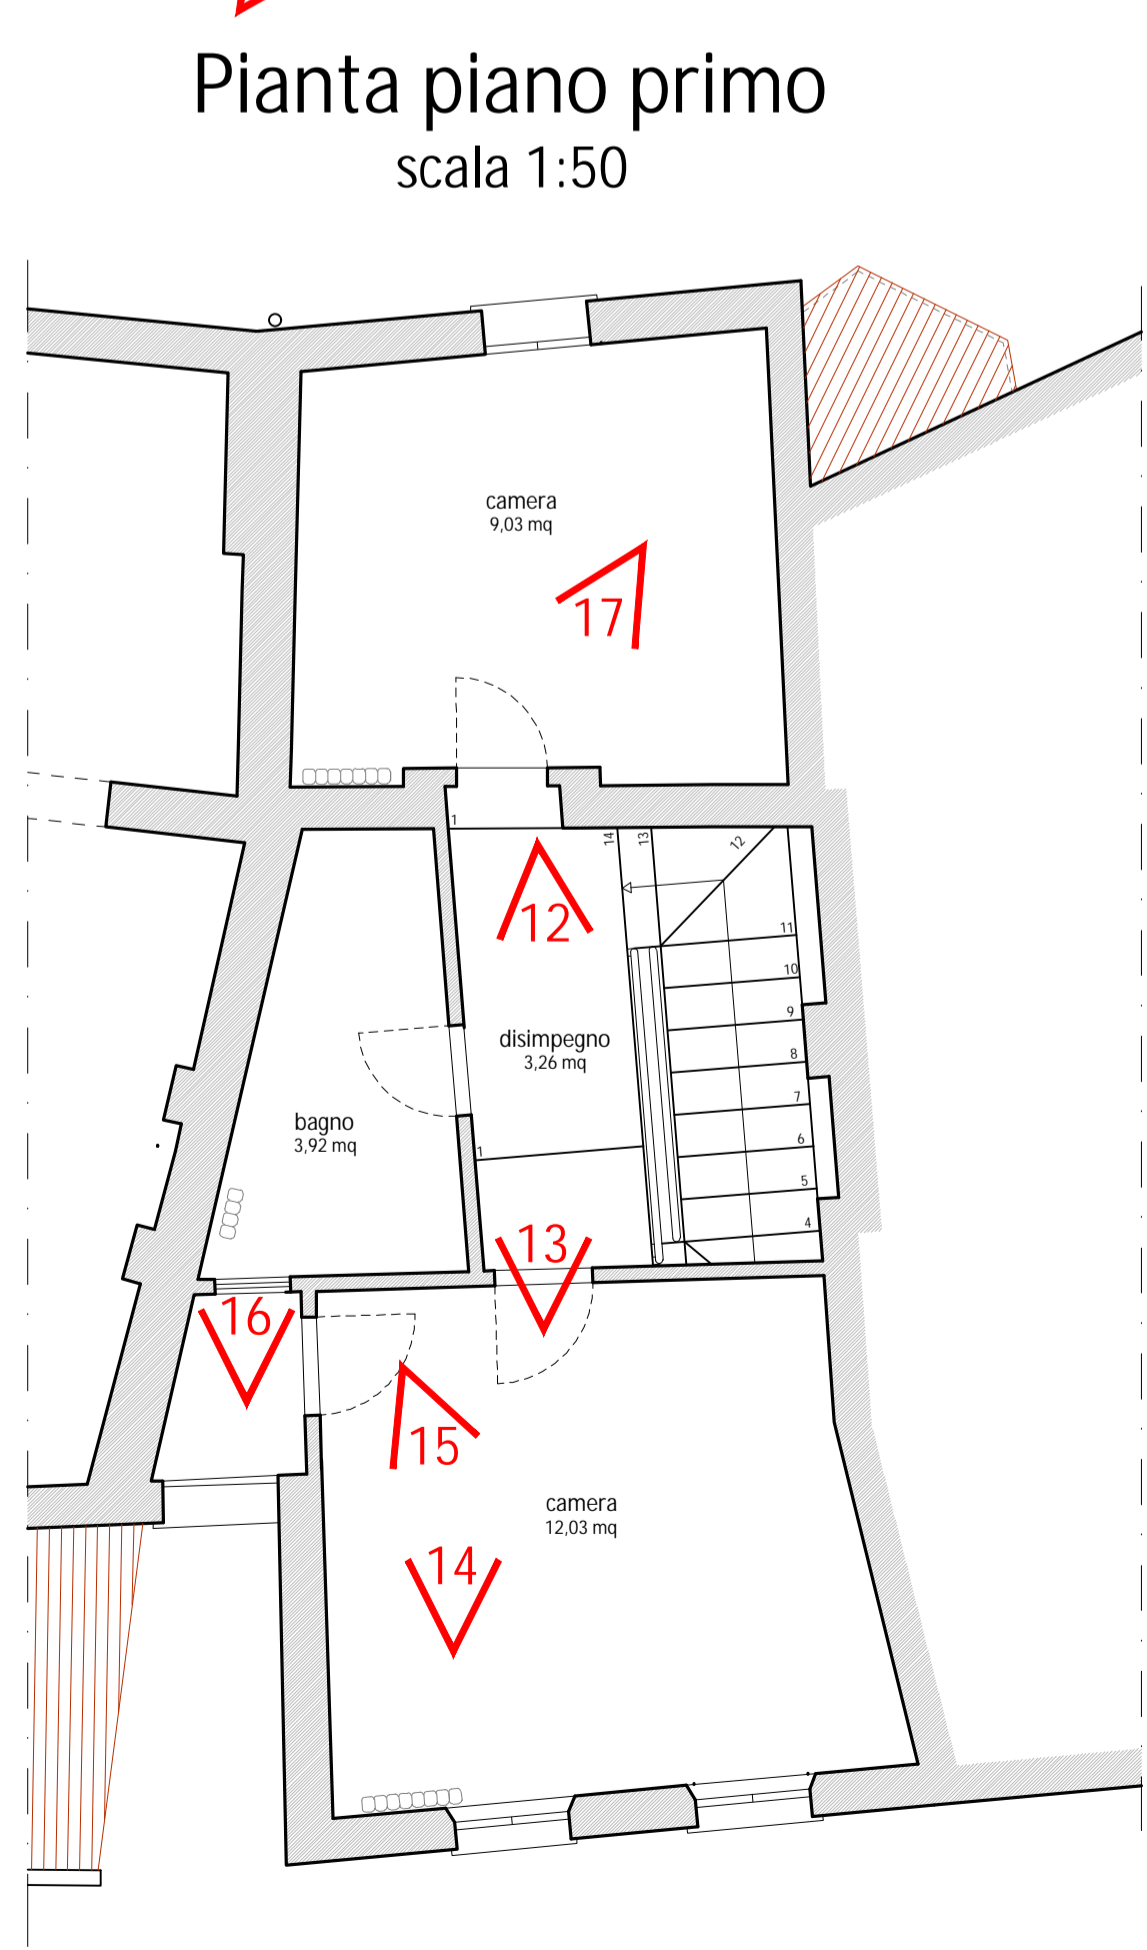 Pianta piano primo
scala 1:50
camera
9,03 mq
17
1
14
13
12
12
11
10
9
8
7
6
5
4
disimpegno
3,26 mq
bagno
3,92 mq
1
13
16
15
camera
12,03 mq
14